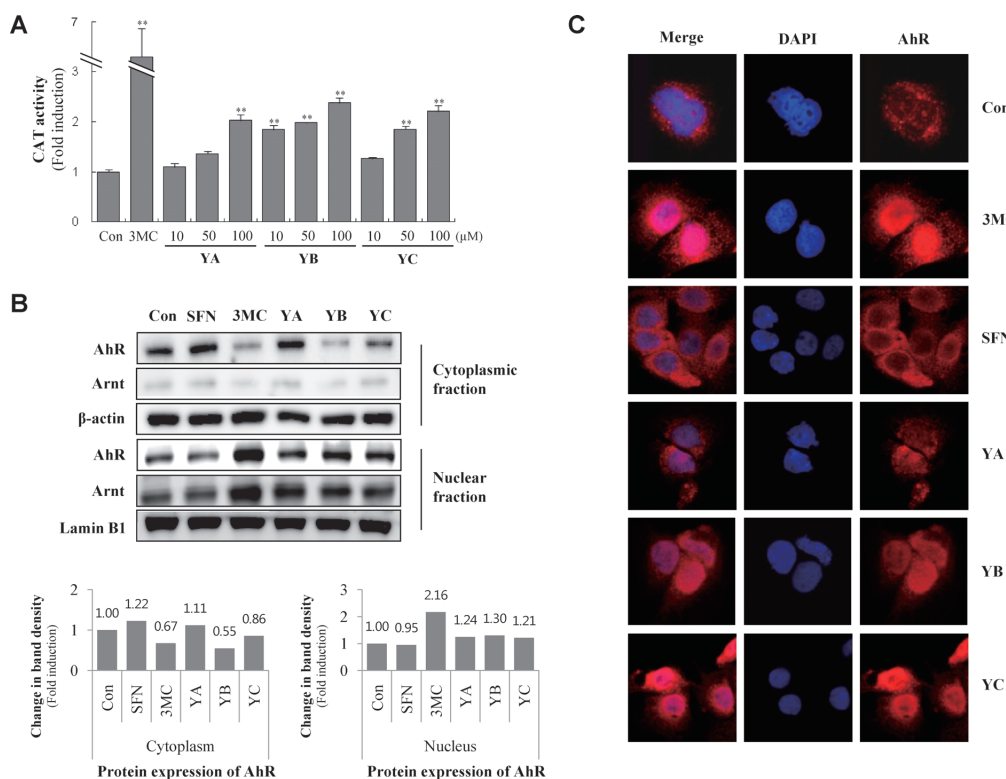 A
CAT activity
(Fold induction)
7
3
2
1
0
** ** ** ** ** ** **
Con 3MC 10 50 100 10 50 100 10 50 100 (µM)
YA YB YC
B
Con SFN 3MC YA YB YC
AhR
Arnt
β-actin
Cytoplasmic
fraction
AhR
Arnt
Lamin B1
Nuclear
fraction
Change in band density
(Fold induction)
2
1
0
1.00 1.22 0.67 1.11 0.55 0.86
Con SFN 3MC YA YB YC
Cytoplasm
Protein expression of AhR
Change in band density
(Fold induction)
3
2
1
0
1.00 0.95 2.16 1.24 1.30 1.21
Con SFN 3MC YA YB YC
Nucleus
Protein expression of AhR
C
Merge DAPI AhR
Con
3M
SFN
YA
YB
YC